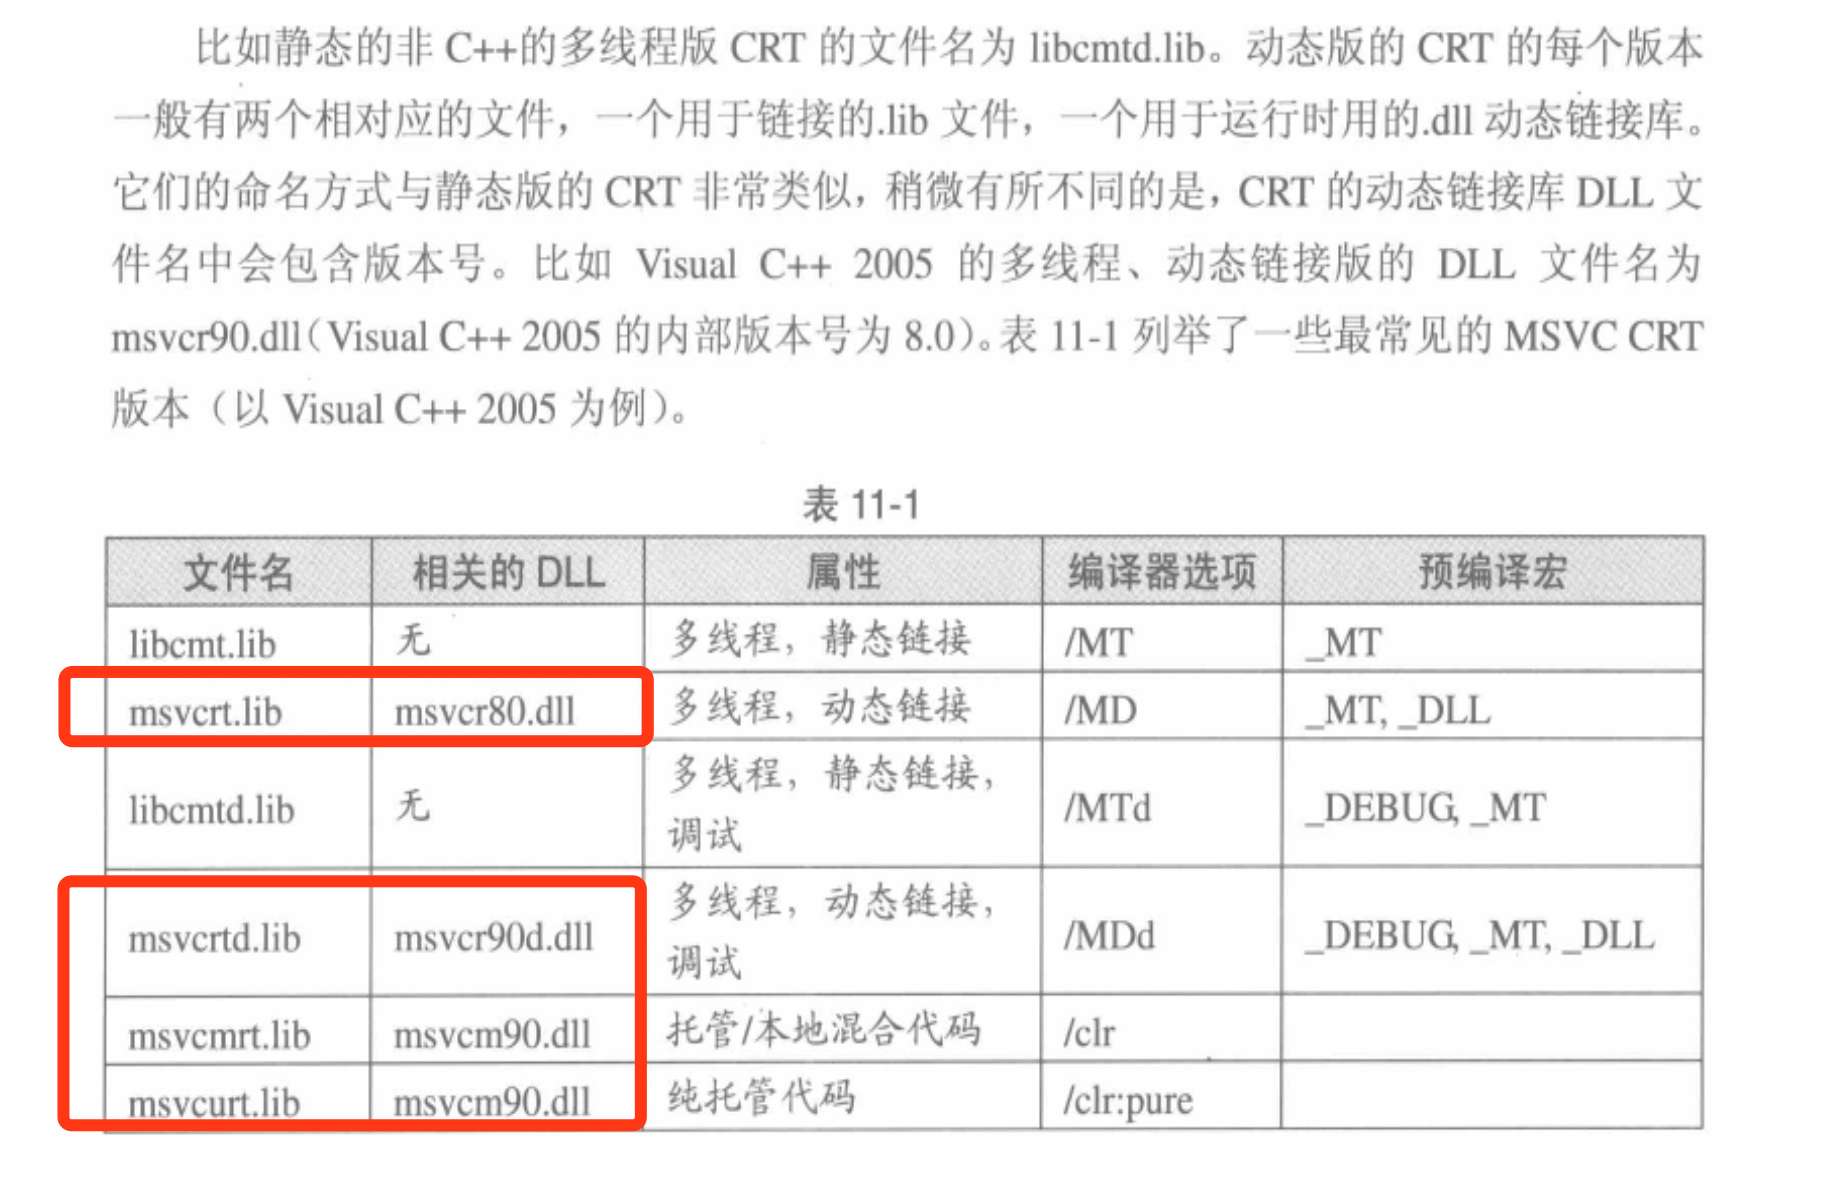 比如静态的非 C++的多线程版 CRT 的文件名为 libcmtd.lib。动态版的 CRT 的每个版本
一般有两个相对应的文件，一个用于链接的.lib 文件，一个用于运行时用的.dll 动态链接库。
它们的命名方式与静态版的 CRT 非常类似，稍微有所不同的是，CRT 的动态链接库 DLL 文
件名中会包含版本号。比如 Visual C++ 2005 的多线程、动态链接版的 DLL 文件名为
msvcr90.dll（Visual C++ 2005 的内部版本号为 8.0）。表 11-1 列举了一些最常见的 MSVC CRT
版本（以 Visual C++ 2005 为例）。
表 11-1
文件名 相关的 DLL 属性 编译器选项 预编译宏
libcmt.lib 无 多线程，静态链接 /MT _MT
msvcrt.lib msvcr80.dll 多线程，动态链接 /MD _MT, _DLL
libcmtd.lib 无 多线程，静态链接， /MTd _DEBUG, _MT
调试
msvcrtd.lib msvcr90d.dll 多线程，动态链接， /MDd _DEBUG, _MT, _DLL
调试
msvcmrt.lib msvcm90.dll 托管/本地混合代码 /clr
msvcurt.lib msvcm90.dll 纯托管代码 /clr:pure